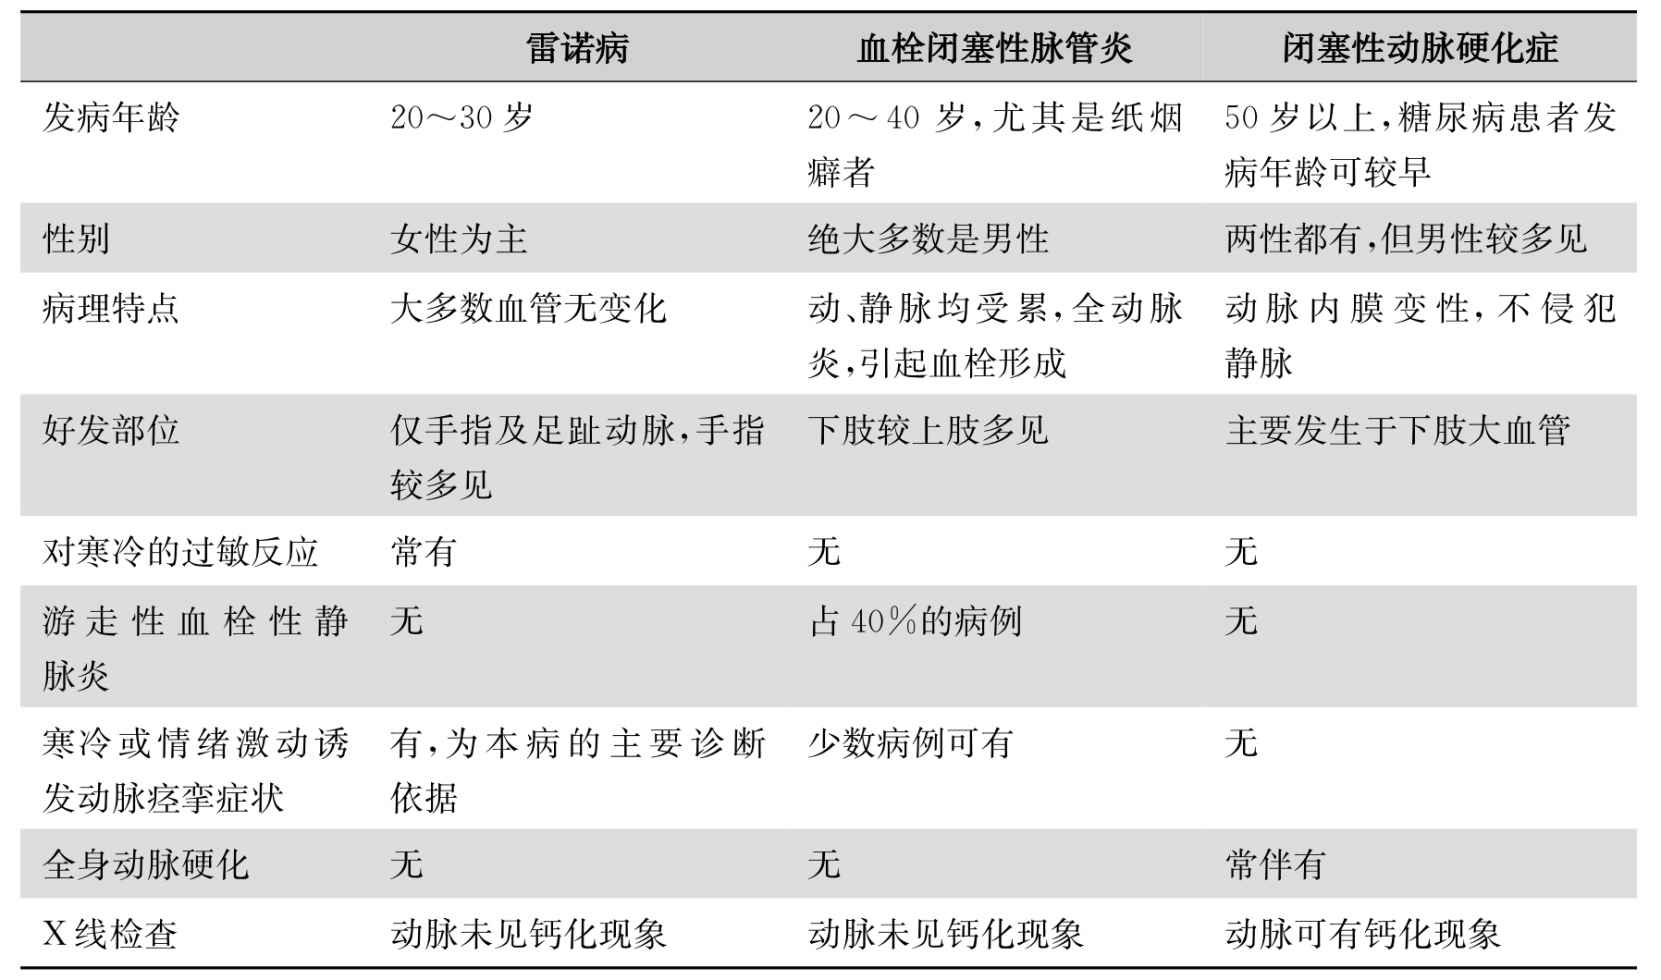 雷诺病 血栓闭塞性脉管炎 闭塞性动脉硬化症
发病年龄 20～30岁 20～40岁,尤其是纸烟 50岁以上,糖尿病患者发
癖者 病年龄可较早
性别 女性为主 绝大多数是男性 两性都有,但男性较多见
病理特点 大多数血管无变化 动、静脉均受累,全动脉 动脉内膜变性,不侵犯
炎,引起血栓形成 静脉
好发部位 仅手指及足趾动脉,手指 下肢较上肢多见 主要发生于下肢大血管
较多见
对寒冷的过敏反应 常有 无 无
游走性血栓性静 无 占40%的病例 无
脉炎
寒冷或情绪激动诱 有,为本病的主要诊断 少数病例可有 无
发动脉痉挛症状 依据
全身动脉硬化 无 无 常伴有
X线检查 动脉未见钙化现象 动脉未见钙化现象 动脉可有钙化现象